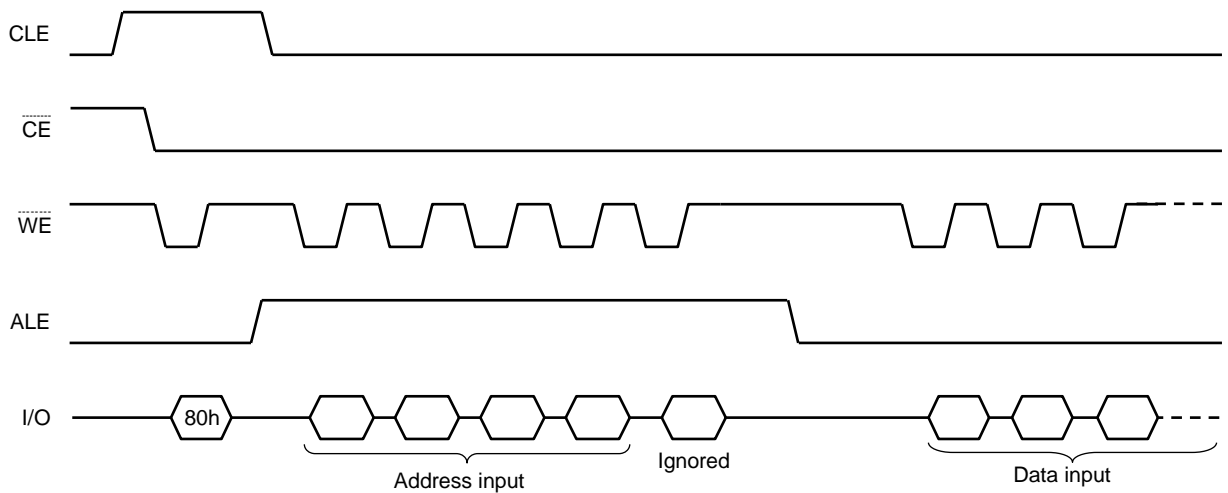 CLE
CE
WE
ALE
I/O
80h
Address input
Ignored
Data input